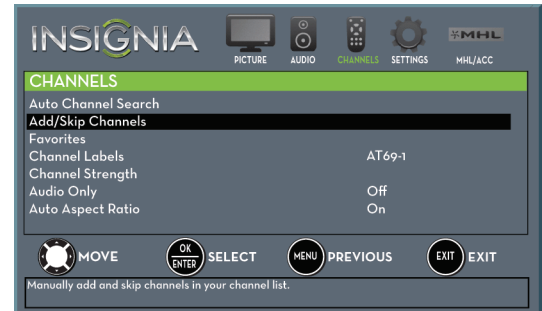 INSIGNIA
PICTURE AUDIO CHANNELS SETTINGS MHL MHL/ACC
CHANNELS
Auto Channel Search
Add/Skip Channels
Favorites
Channel Labels AT69-1
Channel Strength
Audio Only Off
Auto Aspect Ratio On
MOVE OK ENTER SELECT MENU PREVIOUS EXIT EXIT
Manually add and skip channels in your channel list.